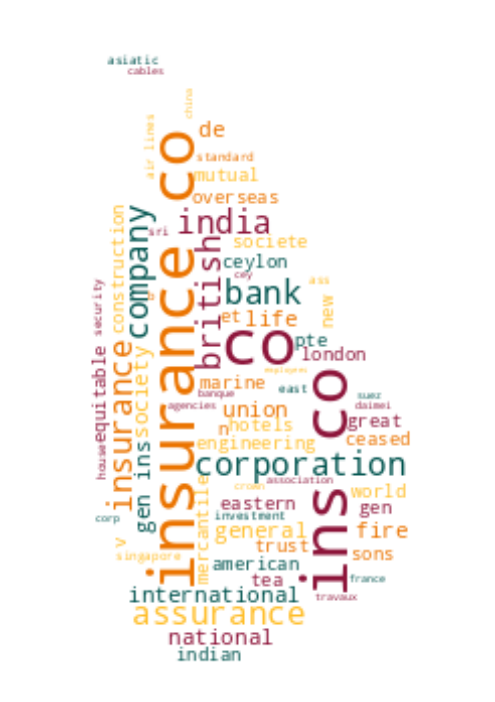 asiatic
cables
china
air lines
insurance co
de
standard
mutual
overseas
india
sri
societe
british
ceylon
cey
company
construction
security
bank
ass
new
et
life
co
pte
london
employees
insurance
equitable
society
marine
banque
east
suez
agencies
daimei
union
n
hotels
great
engineering
ceased
ins co
gen ins
house
corporation
association
crown
world
mercantile
eastern
gen
corp
investment
general
fire
v
trust
singapore
sons
american
tea
france
international
travaux
assurance
national
indian